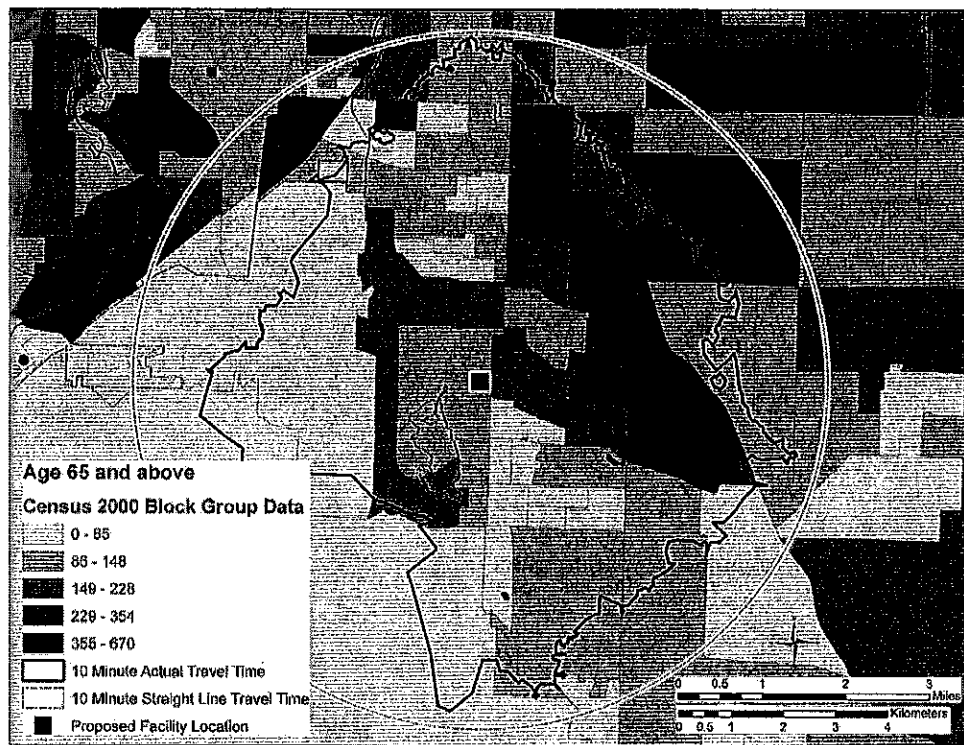 Age 65 and above
Census 2000 Block Group Data
0 - 85
86 - 148
149 - 228
229 - 354
355 - 670
10 Minute Actual Travel Time
10 Minute Straight Line Travel Time
Proposed Facility Location
0 0.5 1 2 3
Miles
0 0.5 1 2 3 4
Kilometers